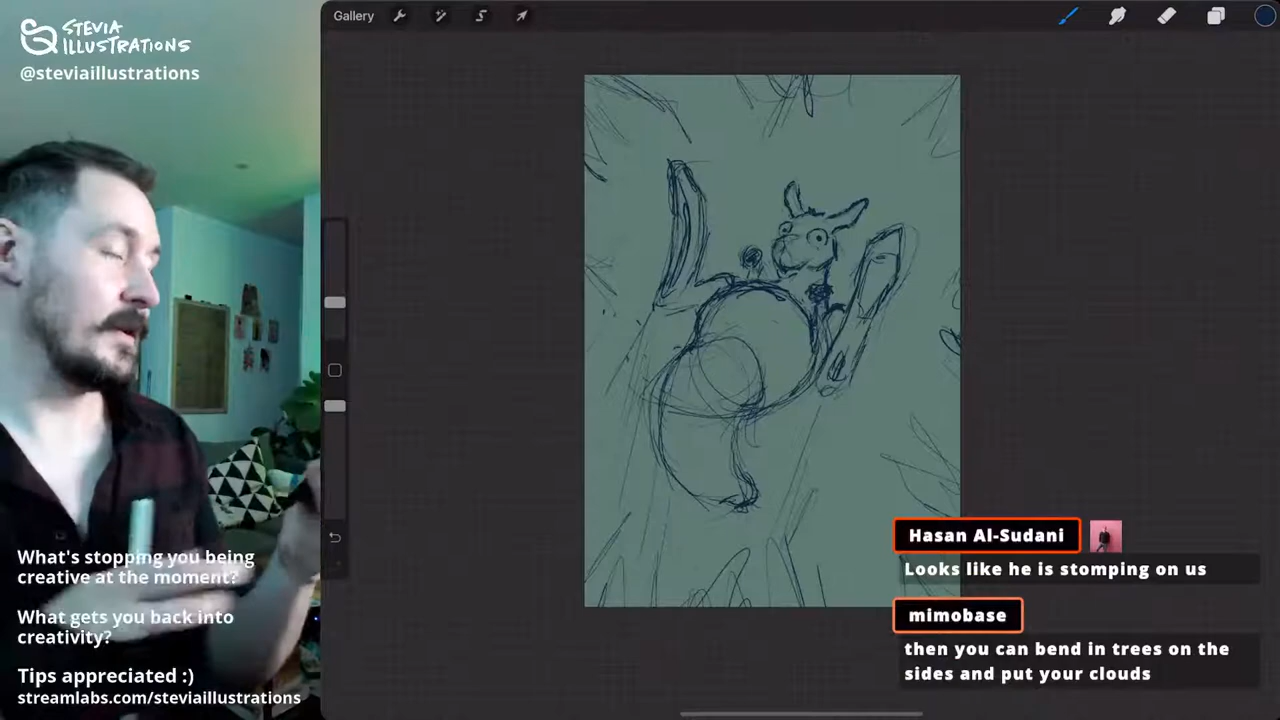 STEVIA
ILLUSTRATIONS
@steviaillustrations
Gallery
What's stopping you being
creative at the moment?
What gets you back into
creativity?
Tips appreciated :)
streamlabs.com/steviaillustrations
Hasan Al-Sudani
Looks like he is stomping on us
mimobase
then you can bend in trees on the
sides and put your clouds